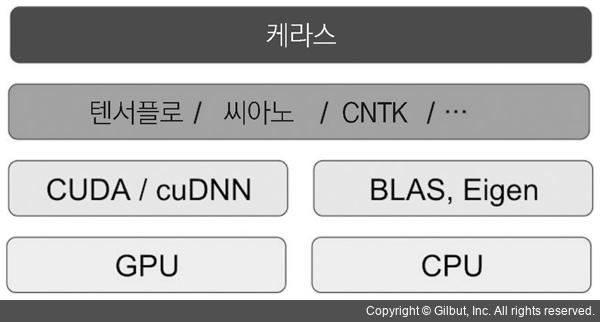 케라스
텐서플로 / 씨아노 / CNTK / …
CUDA / cuDNN
BLAS, Eigen
GPU
CPU
Copyright © Gilbut, Inc. All rights reserved.